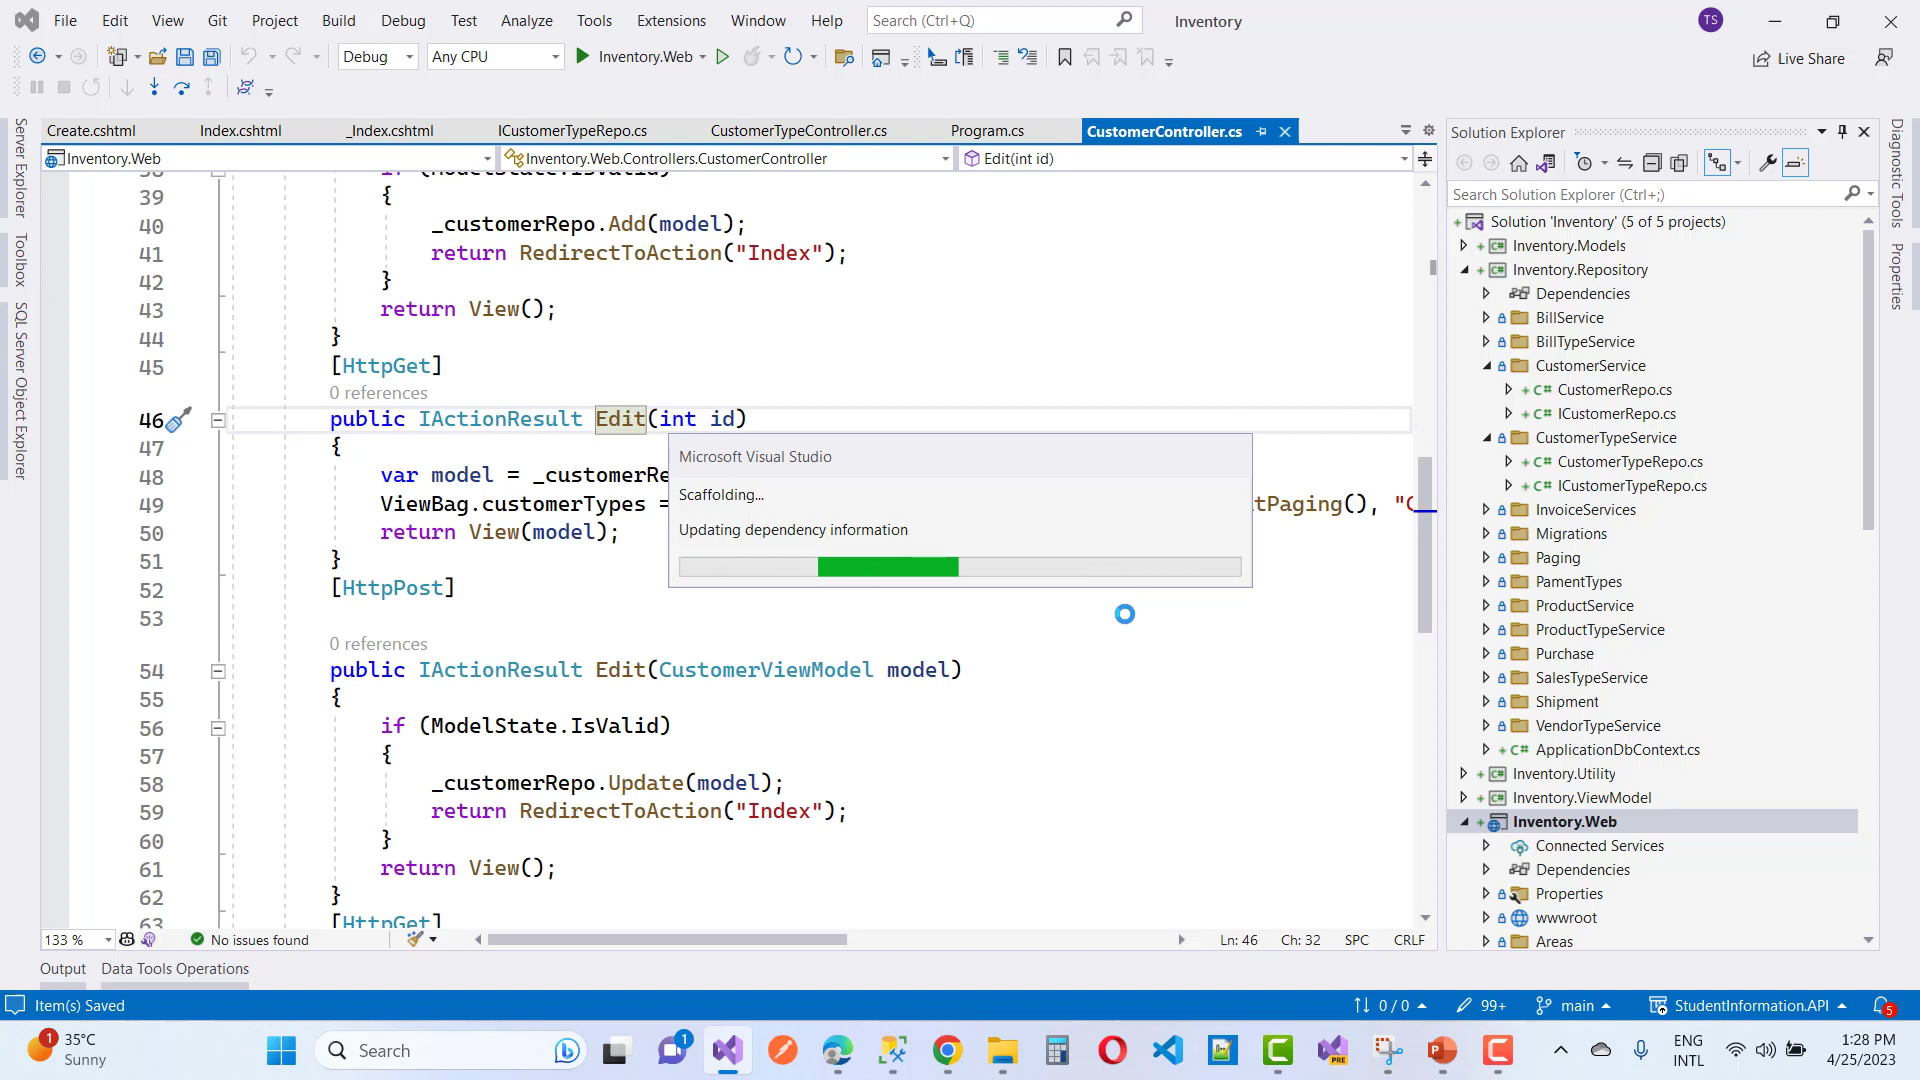 File Edit View Git Project Build Debug Test Analyze Tools Extensions Window Help Search (Ctrl+Q) Inventory TS
Debug Any CPU Inventory.Web Live Share
Create.cshtml Index.cshtml _Index.cshtml ICustomerTypeRepo.cs CustomerTypeController.cs Program.cs CustomerController.cs
Inventory.Web Inventory.Web.Controllers.CustomerController Edit(int id)
Server Explorer
Toolbox
SQL Server Object Explorer
38 if (ModelState.IsValid)
39 {
40 _customerRepo.Add(model);
41 return RedirectToAction("Index");
42 }
43 return View();
44 }
45 [HttpGet]
0 references
46 public IActionResult Edit(int id)
47 {
48 var model = _customerRe
49 ViewBag.customerTypes = tPaging(), "C
50 return View(model);
51 }
52 [HttpPost]
53
0 references
54 public IActionResult Edit(CustomerViewModel model)
55 {
56 if (ModelState.IsValid)
57 {
58 _customerRepo.Update(model);
59 return RedirectToAction("Index");
60 }
61 return View();
62 }
63 [HttpGet]
Microsoft Visual Studio
Scaffolding...
Updating dependency information
133 % No issues found Ln: 46 Ch: 32 SPC CRLF
Output Data Tools Operations
Solution Explorer
Search Solution Explorer (Ctrl+;)
Solution 'Inventory' (5 of 5 projects)
Inventory.Models
Inventory.Repository
Dependencies
BillService
BillTypeService
CustomerService
C# CustomerRepo.cs
C# ICustomerRepo.cs
CustomerTypeService
C# CustomerTypeRepo.cs
C# ICustomerTypeRepo.cs
InvoiceServices
Migrations
Paging
PamentTypes
ProductService
ProductTypeService
Purchase
SalesTypeService
Shipment
VendorTypeService
C# ApplicationDbContext.cs
Inventory.Utility
Inventory.ViewModel
Inventory.Web
Connected Services
Dependencies
Properties
wwwroot
Areas
Diagnostic Tools
Properties
Item(s) Saved 0 / 0 99+ main StudentInformation.API 5
1 35°C
Sunny
Search
1
PRE
ENG
INTL
1:28 PM
4/25/2023